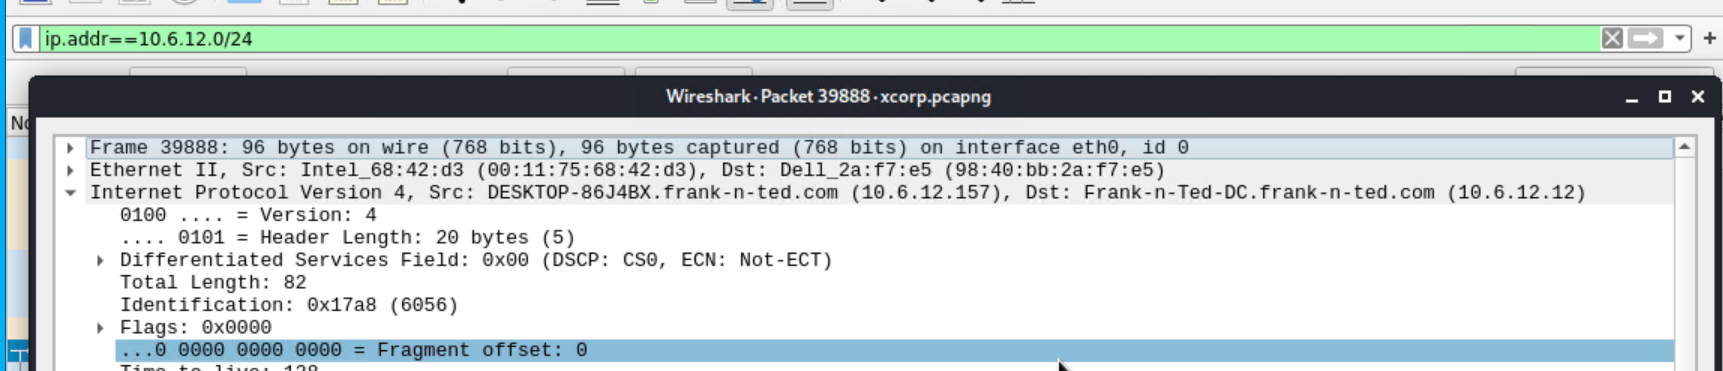 ip.addr==10.6.12.0/24
Wireshark · Packet 39888 · xcorp.pcapng
No
Frame 39888: 96 bytes on wire (768 bits), 96 bytes captured (768 bits) on interface eth0, id 0
Ethernet II, Src: Intel_68:42:d3 (00:11:75:68:42:d3), Dst: Dell_2a:f7:e5 (98:40:bb:2a:f7:e5)
Internet Protocol Version 4, Src: DESKTOP-86J4BX.frank-n-ted.com (10.6.12.157), Dst: Frank-n-Ted-DC.frank-n-ted.com (10.6.12.12)
0100 .... = Version: 4
.... 0101 = Header Length: 20 bytes (5)
Differentiated Services Field: 0x00 (DSCP: CS0, ECN: Not-ECT)
Total Length: 82
Identification: 0x17a8 (6056)
Flags: 0x0000
...0 0000 0000 0000 = Fragment offset: 0
Time to live: 128